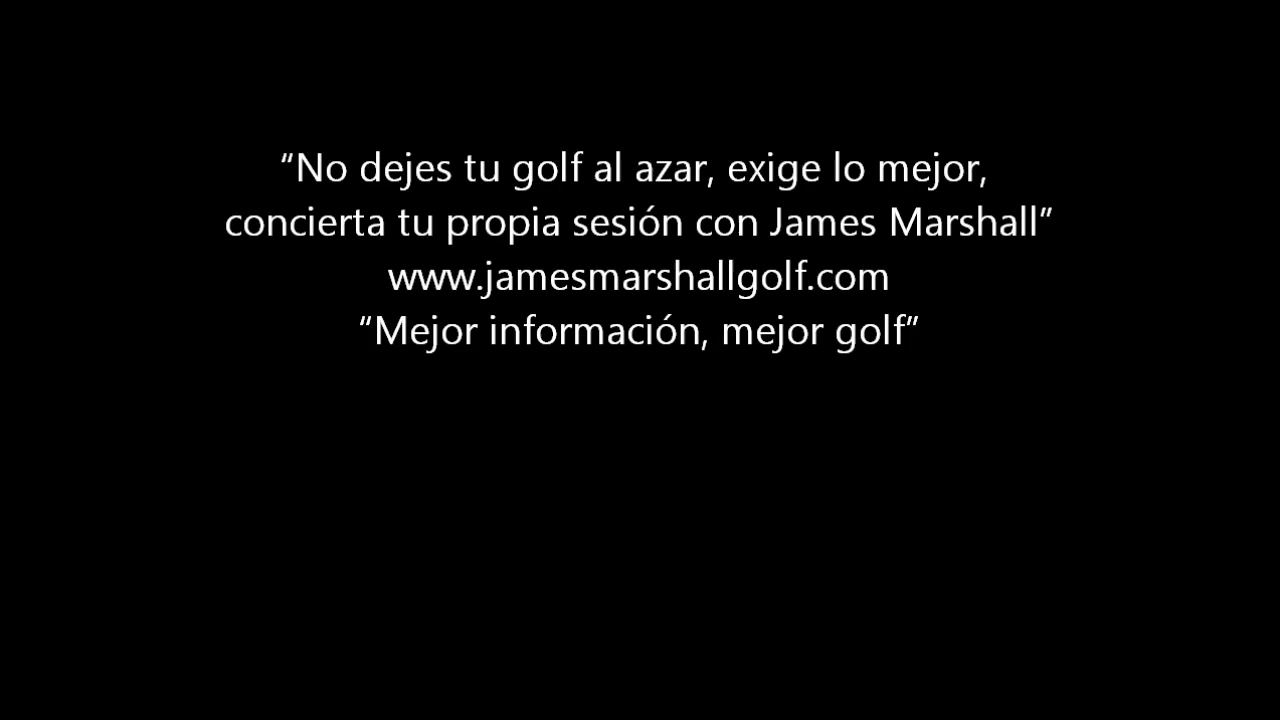 “No dejes tu golf al azar, exige lo mejor,
concierta tu propia sesión con James Marshall”
www.jamesmarshallgolf.com
“Mejor información, mejor golf”